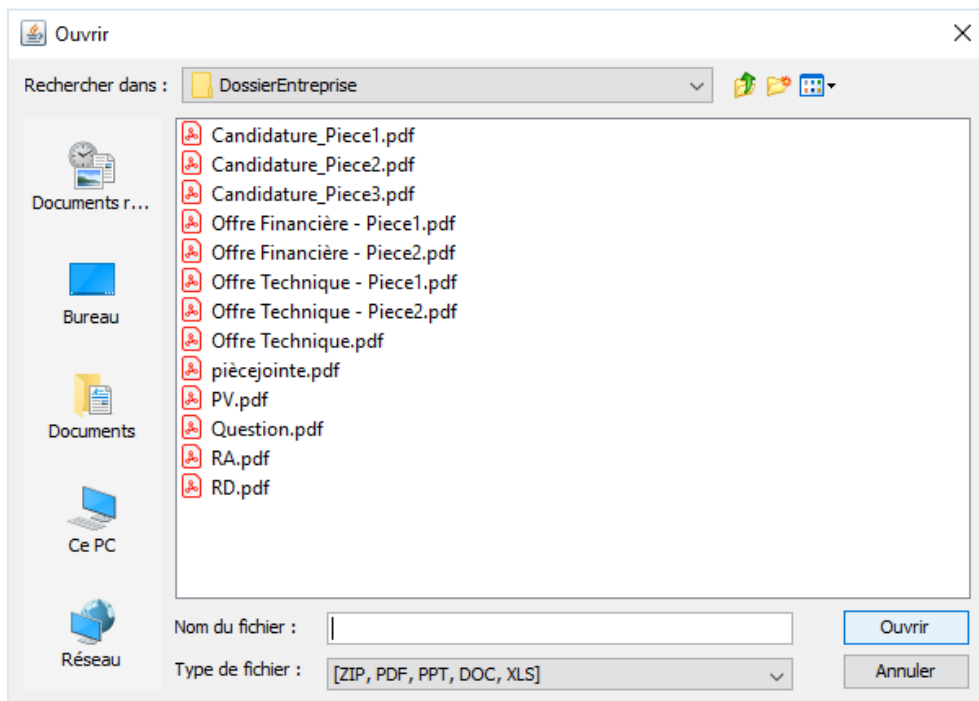 Ouvrir
Rechercher dans :
DossierEntreprise
Documents r...
Bureau
Documents
Ce PC
Réseau
Candidature_Piece1.pdf
Candidature_Piece2.pdf
Candidature_Piece3.pdf
Offre Financière - Piece1.pdf
Offre Financière - Piece2.pdf
Offre Technique - Piece1.pdf
Offre Technique - Piece2.pdf
Offre Technique.pdf
piècejointe.pdf
PV.pdf
Question.pdf
RA.pdf
RD.pdf
Nom du fichier :
Ouvrir
Type de fichier :
[ZIP, PDF, PPT, DOC, XLS]
Annuler